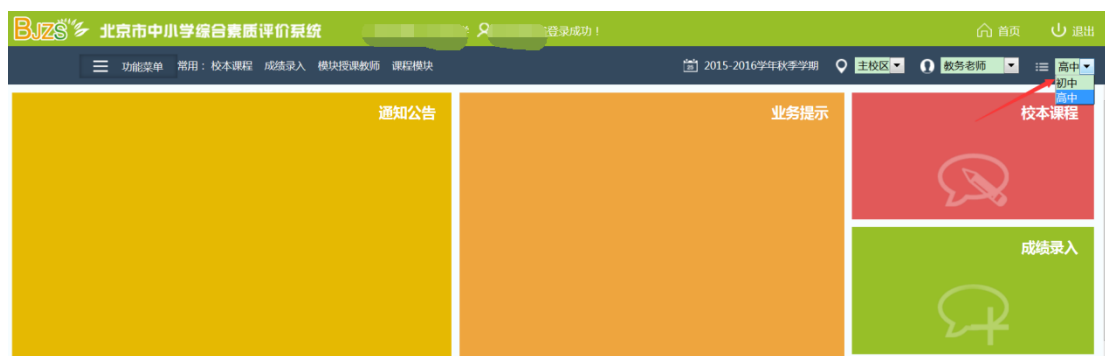 BJZS 北京市中小学综合素质评价系统 登录成功！ 首页 退出
功能菜单 常用： 校本课程 成绩录入 模块授课教师 课程模块 2015-2016学年秋季学期 主校区 教务老师 高中
初中
高中
通知公告 业务提示 校本课程
成绩录入